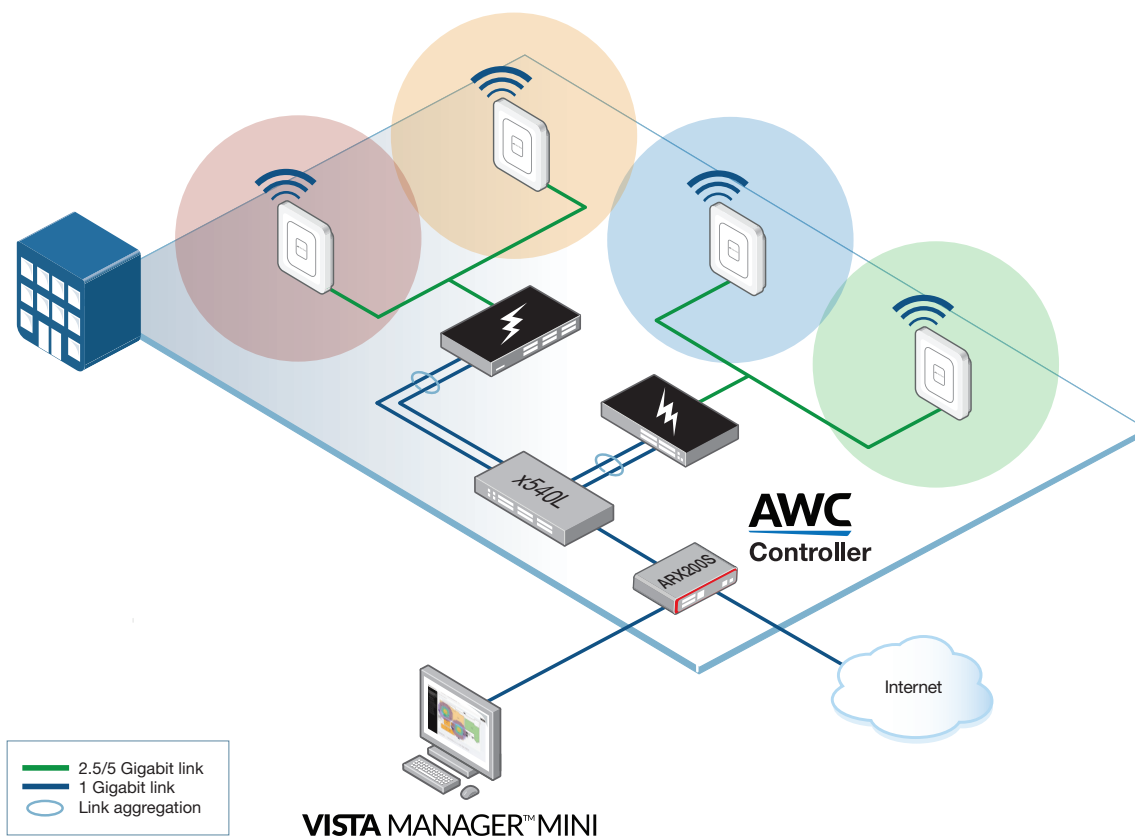 x540L
AWC
Controller
ARX200S
Internet
2.5/5 Gigabit link
1 Gigabit link
Link aggregation
VISTA MANAGER™ MINI